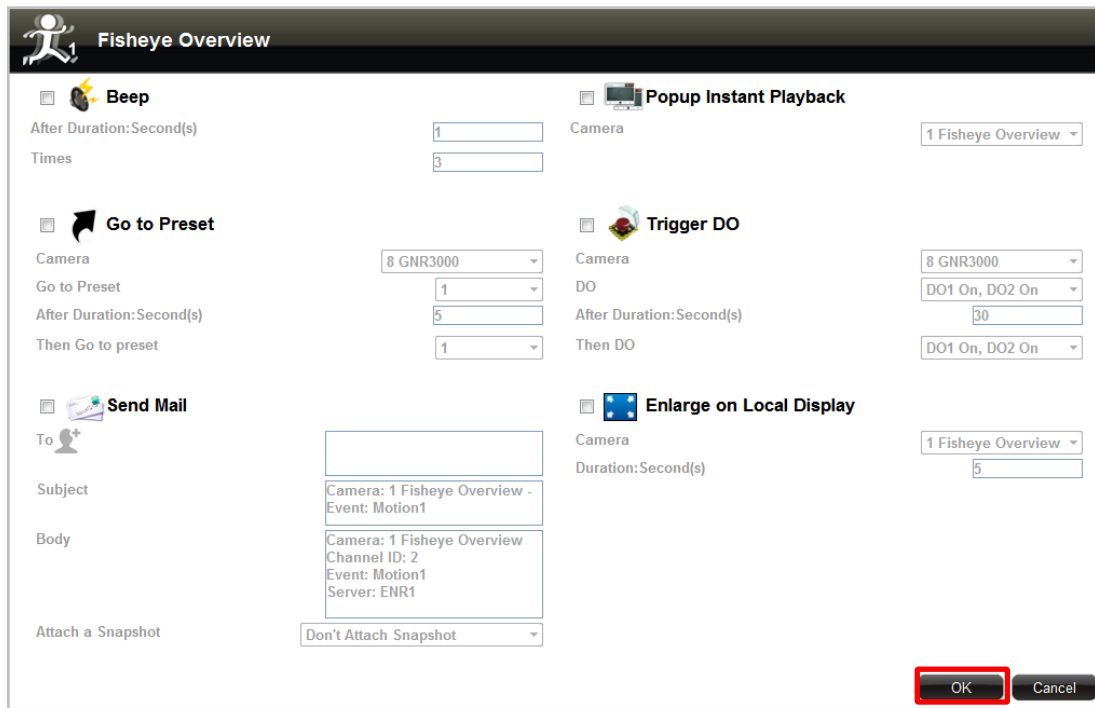 1
Fisheye Overview
Beep
After Duration:Second(s)
1
Times
3
Popup Instant Playback
Camera
1 Fisheye Overview
Go to Preset
Camera
8 GNR3000
Go to Preset
1
After Duration:Second(s)
5
Then Go to preset
1
Trigger DO
Camera
8 GNR3000
DO
DO1 On, DO2 On
After Duration:Second(s)
30
Then DO
DO1 On, DO2 On
Send Mail
To
Subject
Camera: 1 Fisheye Overview -
Event: Motion1
Body
Camera: 1 Fisheye Overview
Channel ID: 2
Event: Motion1
Server: ENR1
Attach a Snapshot
Don't Attach Snapshot
Enlarge on Local Display
Camera
1 Fisheye Overview
Duration:Second(s)
5
OK
Cancel